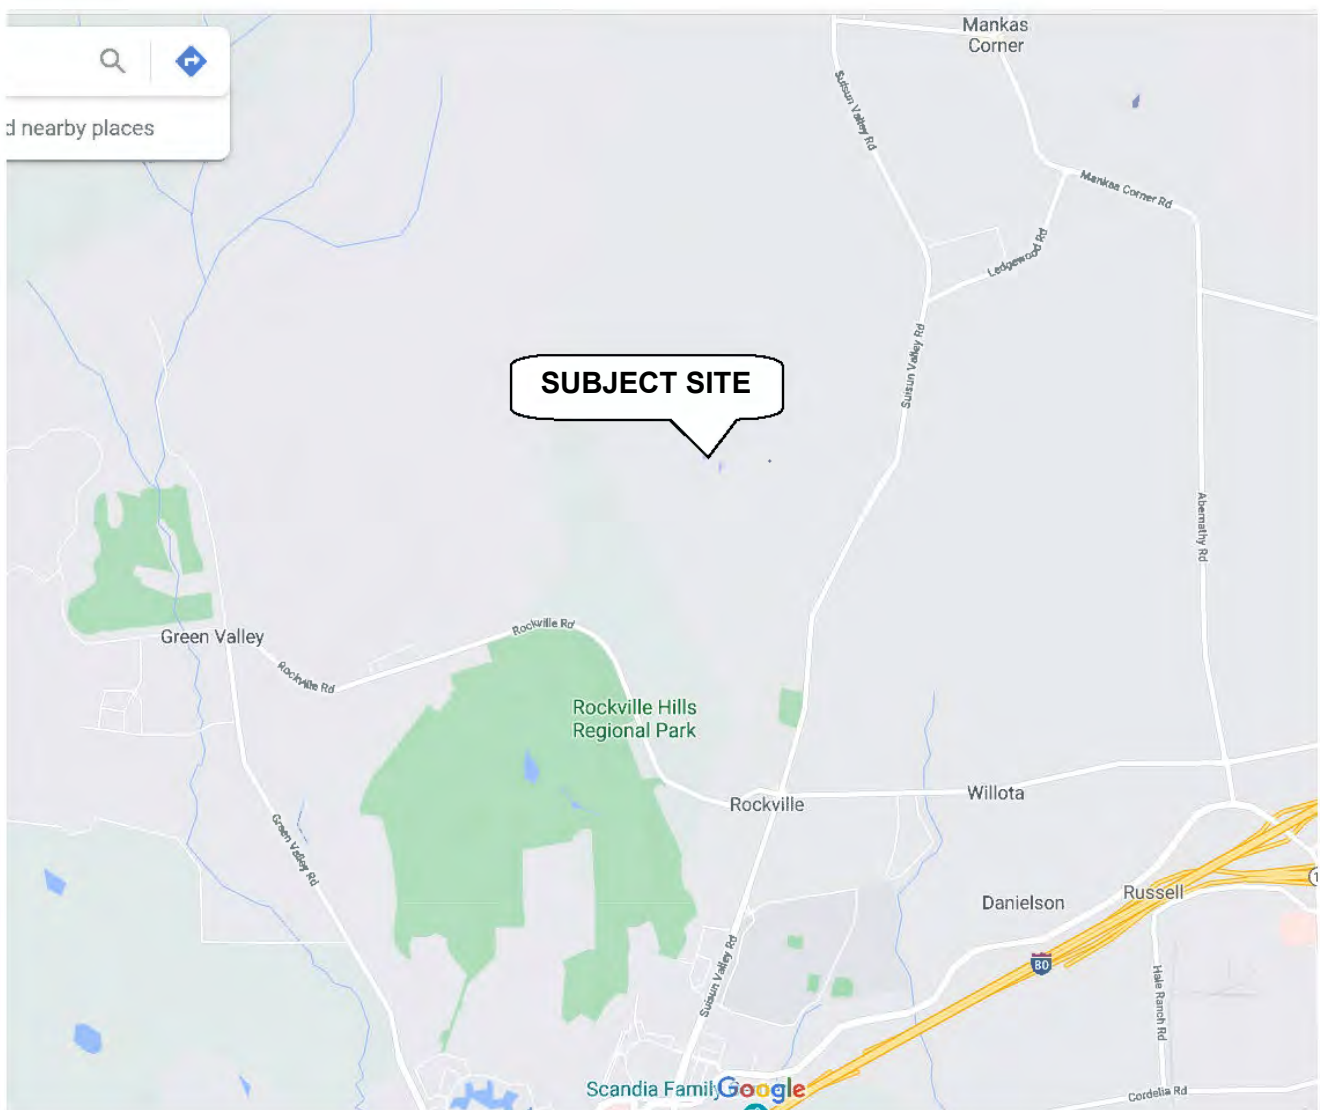 Mankas
Corner
d nearby places
Suisun Valley Rd
Mankas Corner Rd
Ledgewood Rd
Suisun Valley Rd
SUBJECT SITE
Abernathy Rd
Rockville Rd
Green Valley
Rockville Rd
Rockville Hills
Regional Park
Willota
Rockville
Green Valley Rd
Russell
Danielson
80
Suisun Valley Rd
Hale Ranch Rd
Scandia Family
Google
Cordelia Rd